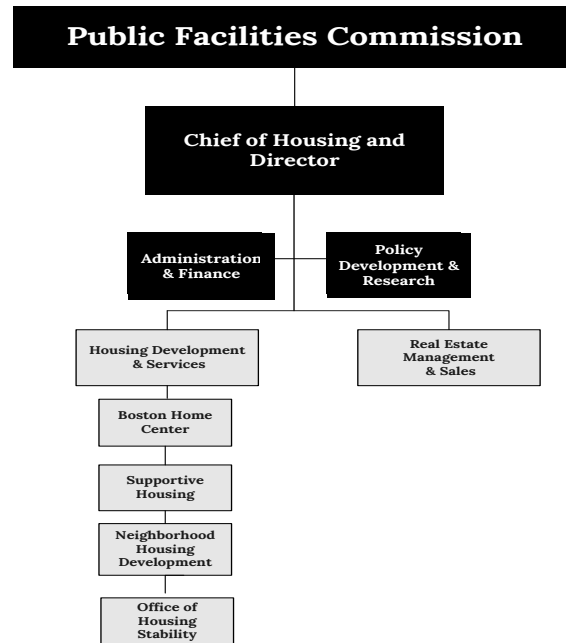 Public Facilities Commission
Chief of Housing and
Director
Administration
& Finance
Policy
Development &
Research
Housing Development
& Services
Real Estate
Management
& Sales
Boston Home
Center
Supportive
Housing
Neighborhood
Housing
Development
Office of
Housing
Stability